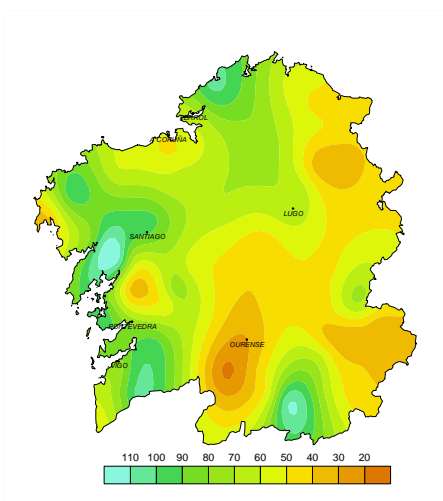 FERROL
A CORUÑA
LUGO
SANTIAGO
PONTEVEDRA
OURENSE
VIGO
110 100 90 80 70 60 50 40 30 20